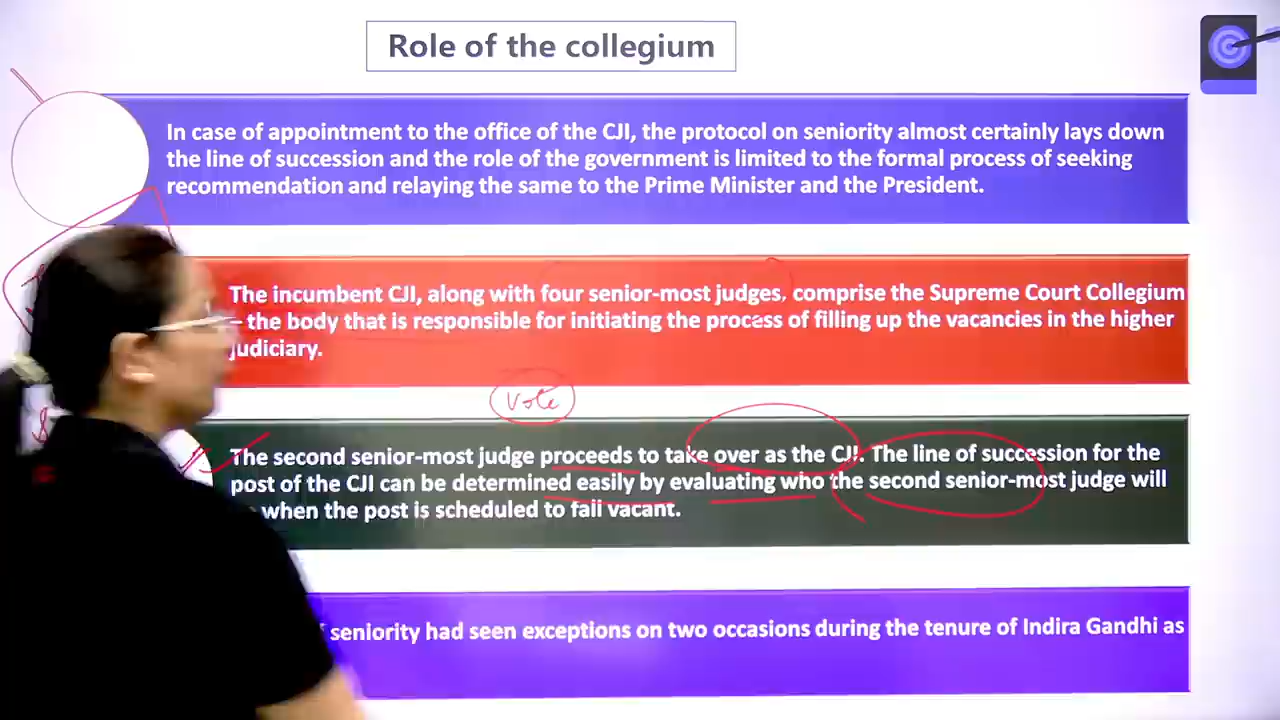 Role of the collegium
In case of appointment to the office of the CJI, the protocol on seniority almost certainly lays down
the line of succession and the role of the government is limited to the formal process of seeking
recommendation and relaying the same to the Prime Minister and the President.
The incumbent CJI, along with four senior-most judges, comprise the Supreme Court Collegium
– the body that is responsible for initiating the process of filling up the vacancies in the higher
judiciary.
Vote
The second senior-most judge proceeds to take over as the CJI. The line of succession for the
post of the CJI can be determined easily by evaluating who the second senior-most judge will
when the post is scheduled to fall vacant.
seniority had seen exceptions on two occasions during the tenure of Indira Gandhi as